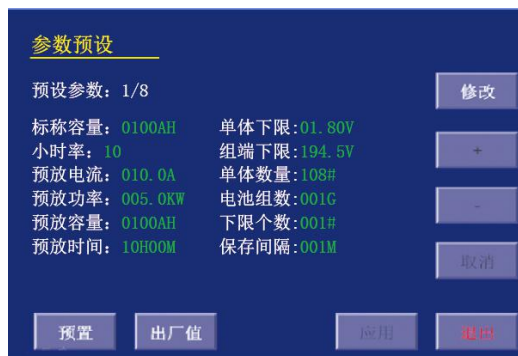 参数预设
预设参数：1/8
修改
标称容量：0100AH 单体下限：01.80V
小时率：10 组端下限：194.5V
+
预放电流：010.0A 单体数量：108#
预放功率：005.0KW 电池组数：001G
-
预放容量：0100AH 下限个数：001#
预放时间：10H00M 保存间隔：001M
取消
预置 出厂值 应用 退出